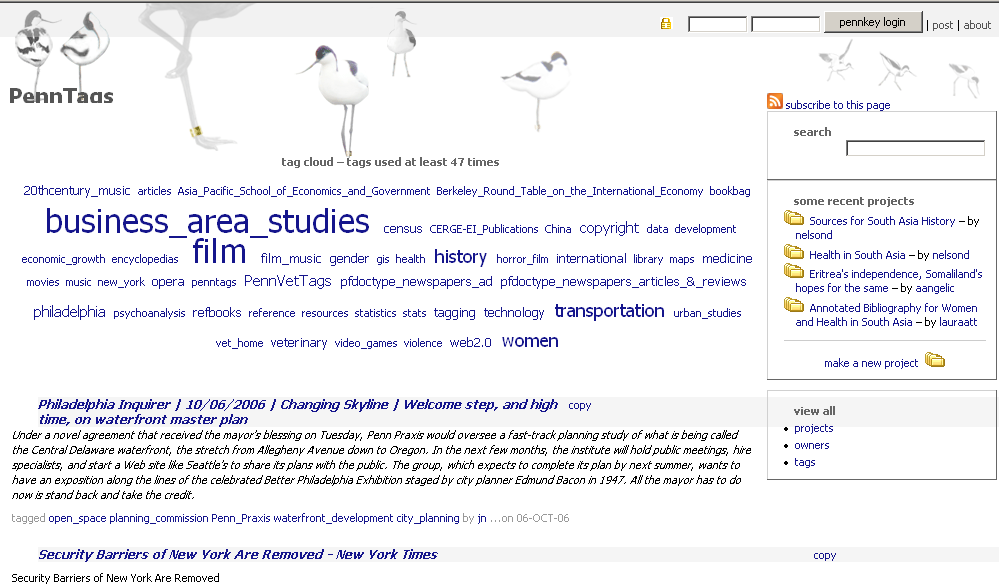 pennkey login | post | about
PennTags
subscribe to this page
search
tag cloud – tags used at least 47 times
20thcentury_music articles Asia_Pacific_School_of_Economics_and_Government Berkeley_Round_Table_on_the_International_Economy bookbag
business_area_studies census CERGE-EI_Publications China copyright data development
economic_growth encyclopedias film film_music gender gis health history horror_film international library maps medicine
movies music new_york opera penntags PennVetTags pfdoctype_newspapers_ad pfdoctype_newspapers_articles_&_reviews
philadelphia psychoanalysis refbooks reference resources statistics stats tagging technology transportation urban_studies
vet_home veterinary video_games violence web2.0 women
some recent projects
Sources for South Asia History – by
nelsond
Health in South Asia – by nelsond
Eritrea's independence, Somaliland's
hopes for the same – by aangelic
Annotated Bibliography for Women
and Health in South Asia – by lauraatt
make a new project
view all
projects
owners
tags
Philadelphia Inquirer | 10/06/2006 | Changing Skyline | Welcome step, and high copy
time, on waterfront master plan
Under a novel agreement that received the mayor's blessing on Tuesday, Penn Praxis would oversee a fast-track planning study of what is being called
the Central Delaware waterfront, the stretch from Allegheny Avenue down to Oregon. In the next few months, the institute will hold public meetings, hire
specialists, and start a Web site like Seattle's to share its plans with the public. The group, which expects to complete its plan by next summer, wants to
have an exposition along the lines of the celebrated Better Philadelphia Exhibition staged by city planner Edmund Bacon in 1947. All the mayor has to do
now is stand back and take the credit.
tagged open_space planning_commission Penn_Praxis waterfront_development city_planning by jn ...on 06-OCT-06
Security Barriers of New York Are Removed - New York Times copy
Security Barriers of New York Are Removed